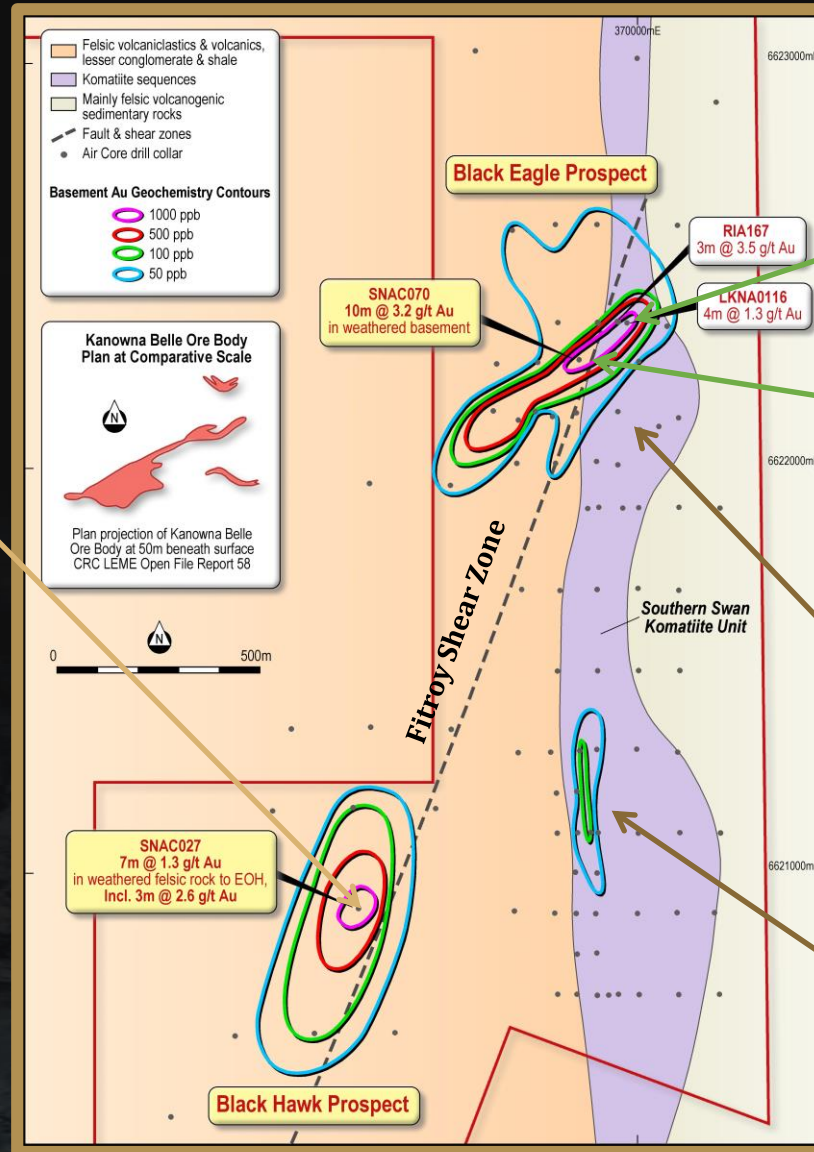 Felsic volcaniclastics & volcanics,
lesser conglomerate & shale
Komatiite sequences
Mainly felsic volcanogenic
sedimentary rocks
Fault & shear zones
Air Core drill collar
Basement Au Geochemistry Contours
1000 ppb
500 ppb
100 ppb
50 ppb
Kanowna Belle Ore Body
Plan at Comparative Scale
N
Plan projection of Kanowna Belle
Ore Body at 50m beneath surface
CRC LEME Open File Report 58
N
0 500m
370000mE
6623000m
Black Eagle Prospect
RIA167
3m @ 3.5 g/t Au
LKNA0116
4m @ 1.3 g/t Au
SNAC070
10m @ 3.2 g/t Au
in weathered basement
6622000m
Fitroy Shear Zone
Southern Swan
Komatiite Unit
SNAC027
7m @ 1.3 g/t Au
in weathered felsic rock to EOH,
Incl. 3m @ 2.6 g/t Au
6621000m
Black Hawk Prospect